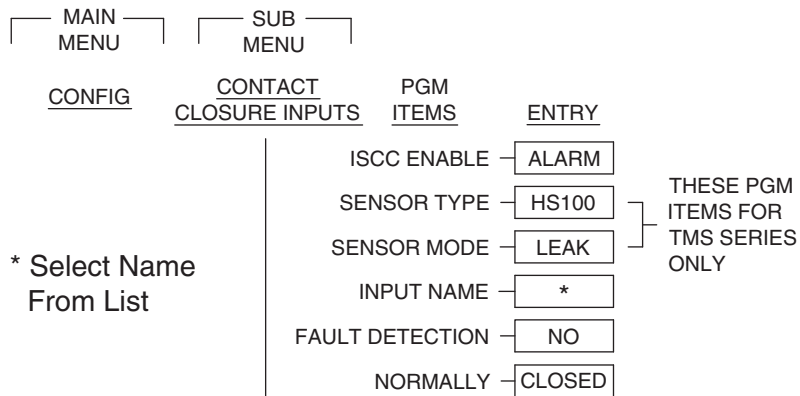 MAIN MENU
SUB MENU
CONFIG
CONTACT CLOSURE INPUTS
PGM ITEMS
ENTRY
ISCC ENABLE ALARM
SENSOR TYPE HS100
SENSOR MODE LEAK
THESE PGM
ITEMS FOR
TMS SERIES
ONLY
* Select Name
From List
INPUT NAME *
FAULT DETECTION NO
NORMALLY CLOSED